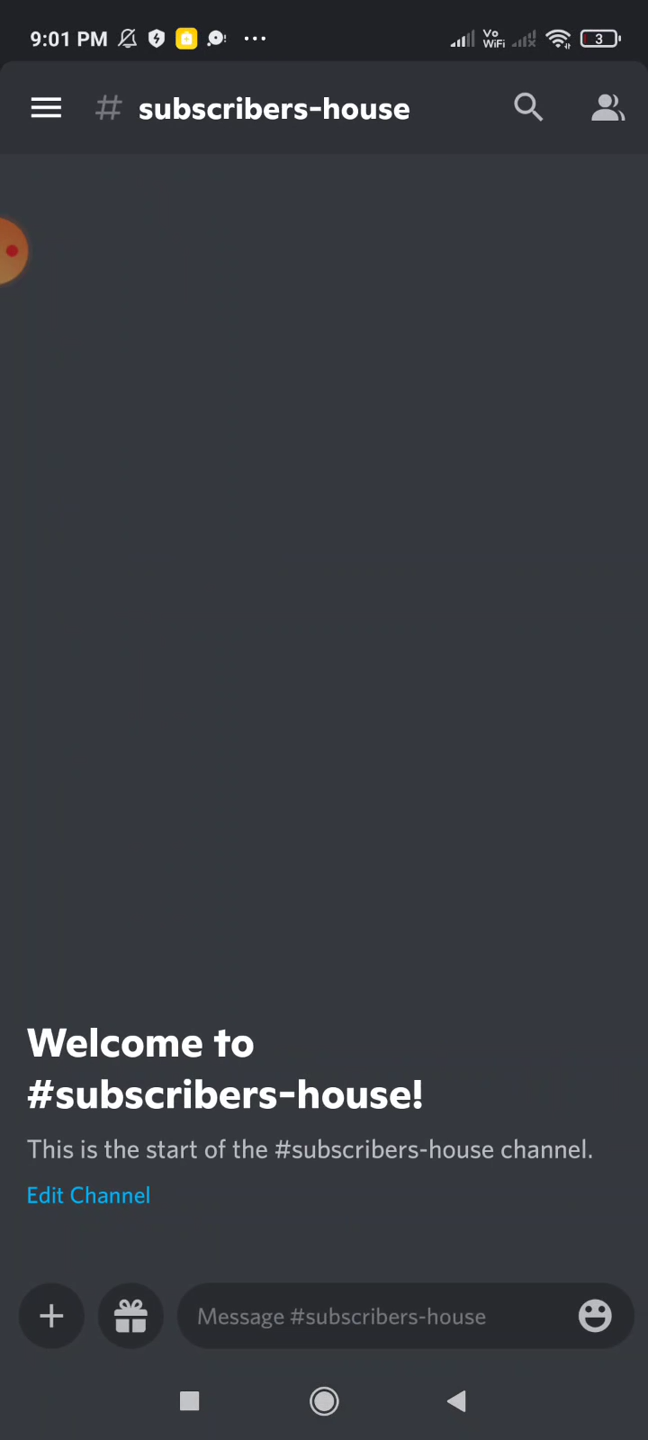 9:01 PM
Vo
WiFi
3
# subscribers-house
Welcome to
#subscribers-house!
This is the start of the #subscribers-house channel.
Edit Channel
Message #subscribers-house